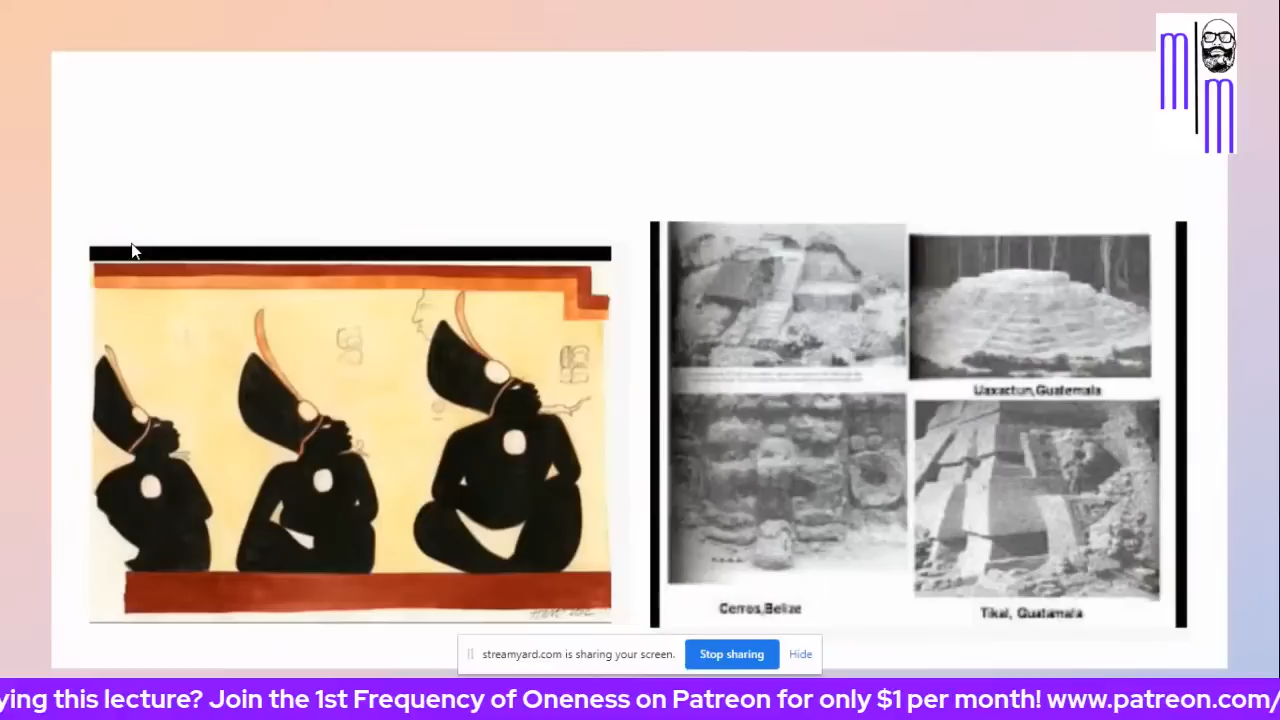 Uaxactun,Guatemala
Cerros,Belize
Tikal, Guatamala
streamyard.com is sharing your screen.
Stop sharing
Hide
ying this lecture? Join the 1st Frequency of Oneness on Patreon for only $1 per month! www.patreon.com/